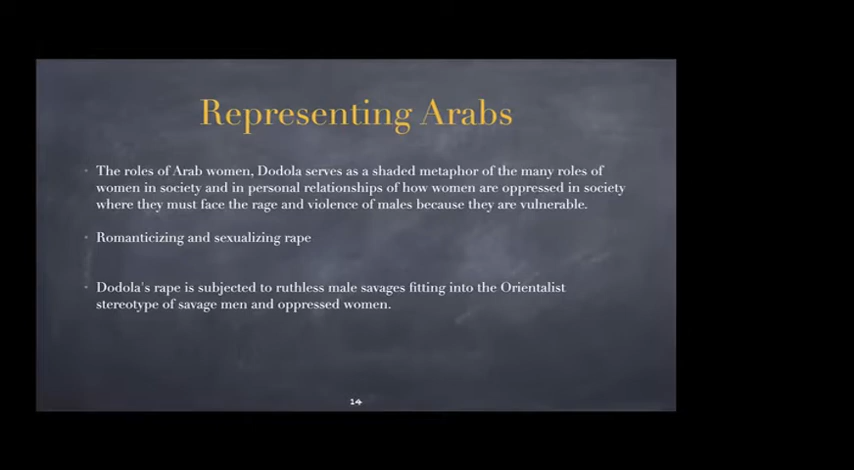 Representing Arabs
The roles of Arab women, Dodola serves as a shaded metaphor of the many roles of
women in society and in personal relationships of how women are oppressed in society
where they must face the rage and violence of males because they are vulnerable.
Romanticizing and sexualizing rape
Dodola's rape is subjected to ruthless male savages fitting into the Orientalist
stereotype of savage men and oppressed women.
14